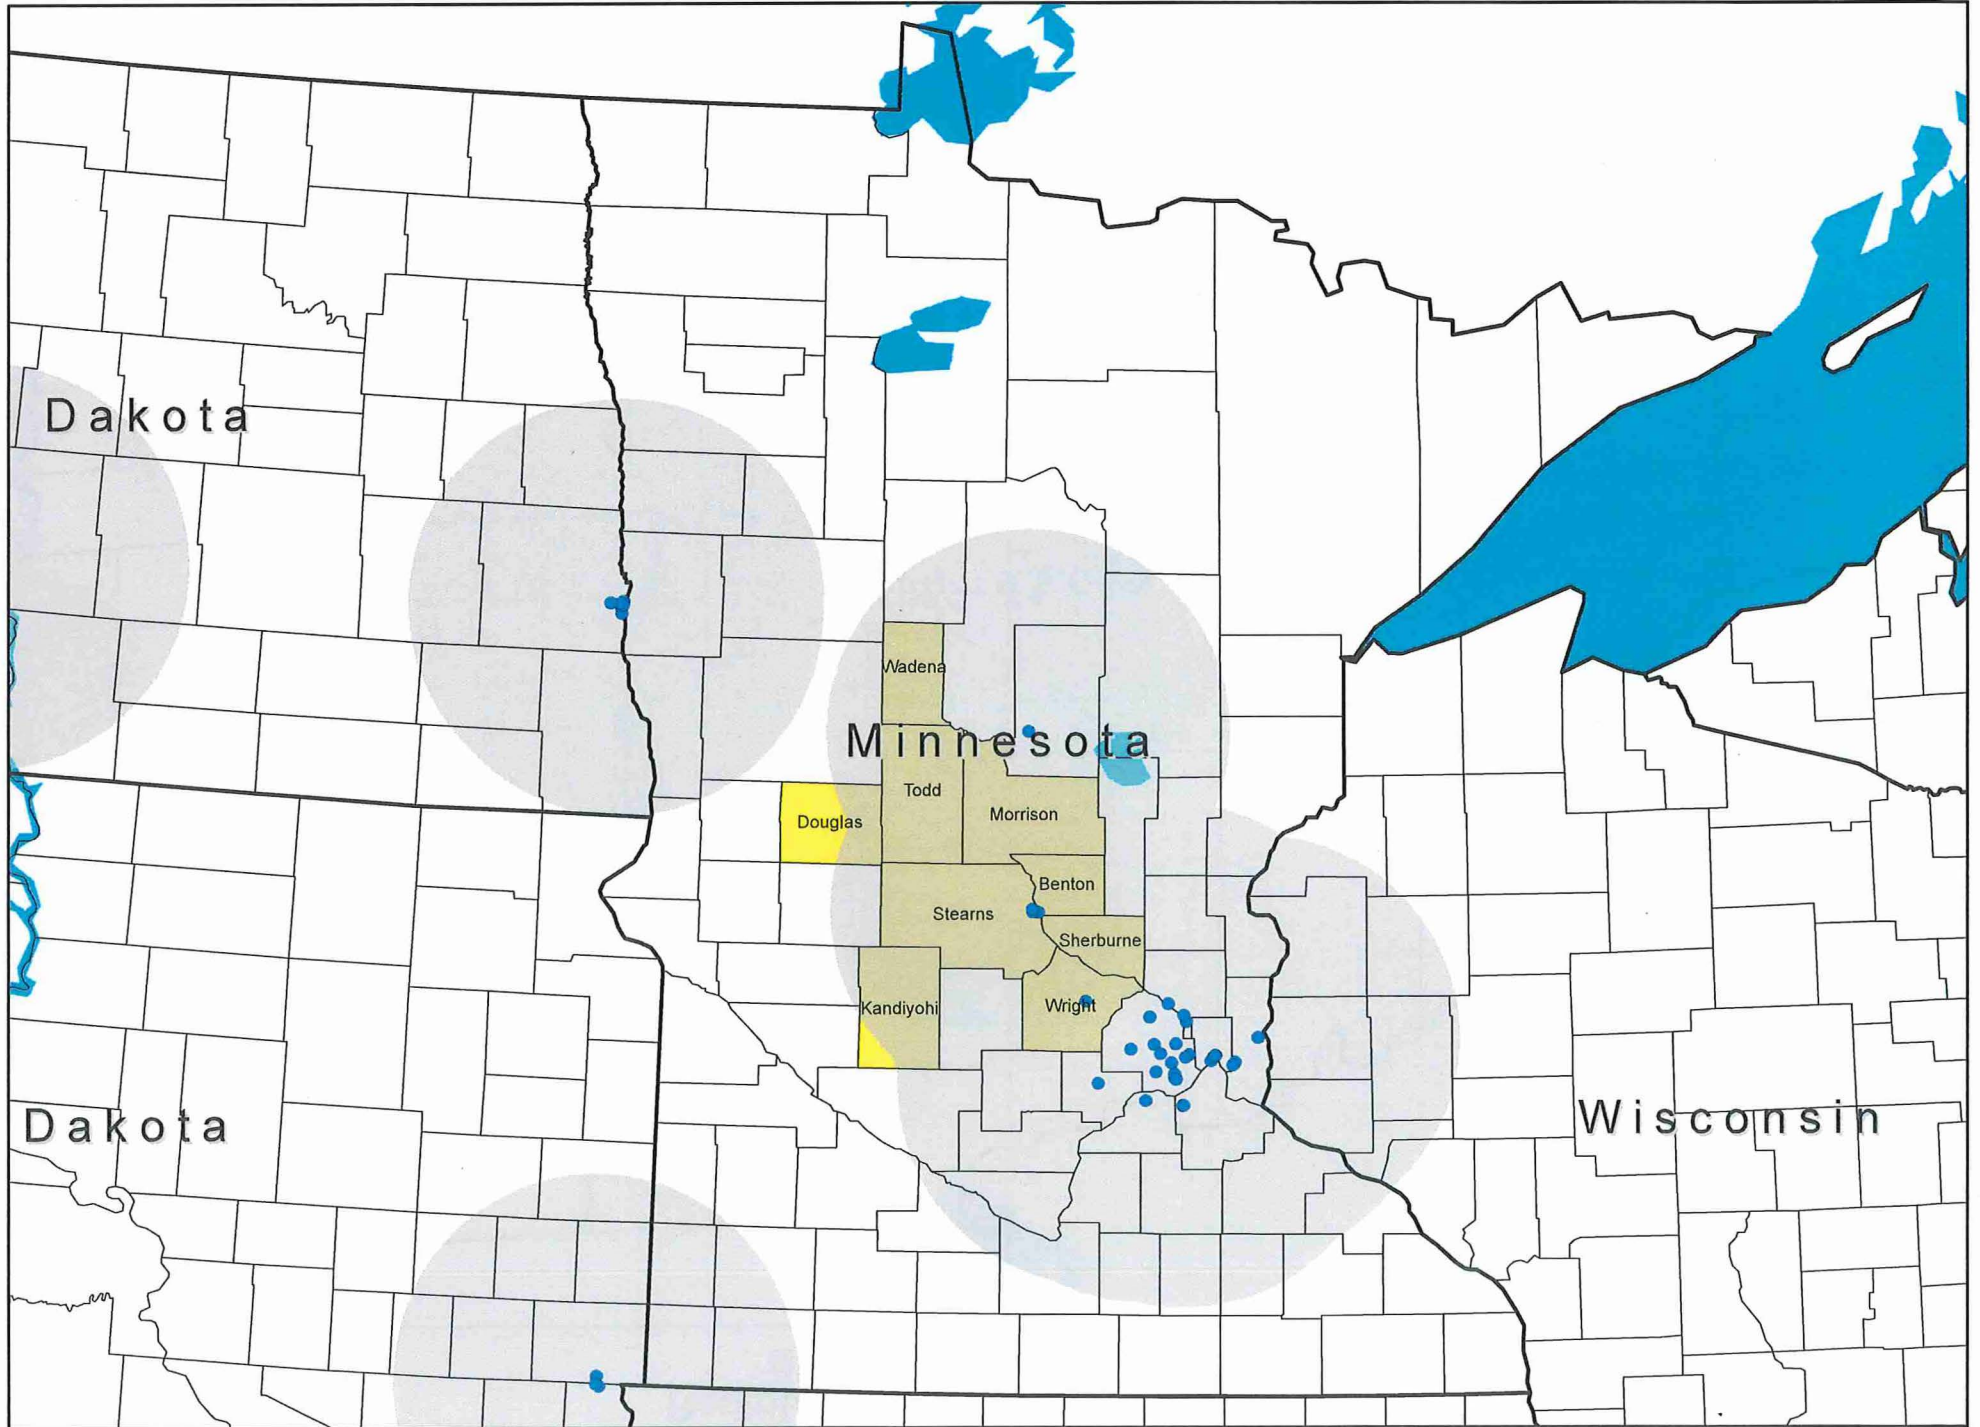 Dakota
Wadena
Minnesota
Todd
Morrison
Douglas
Benton
Stearns
Sherburne
Kandiyohi
Wright
Dakota
Wisconsin